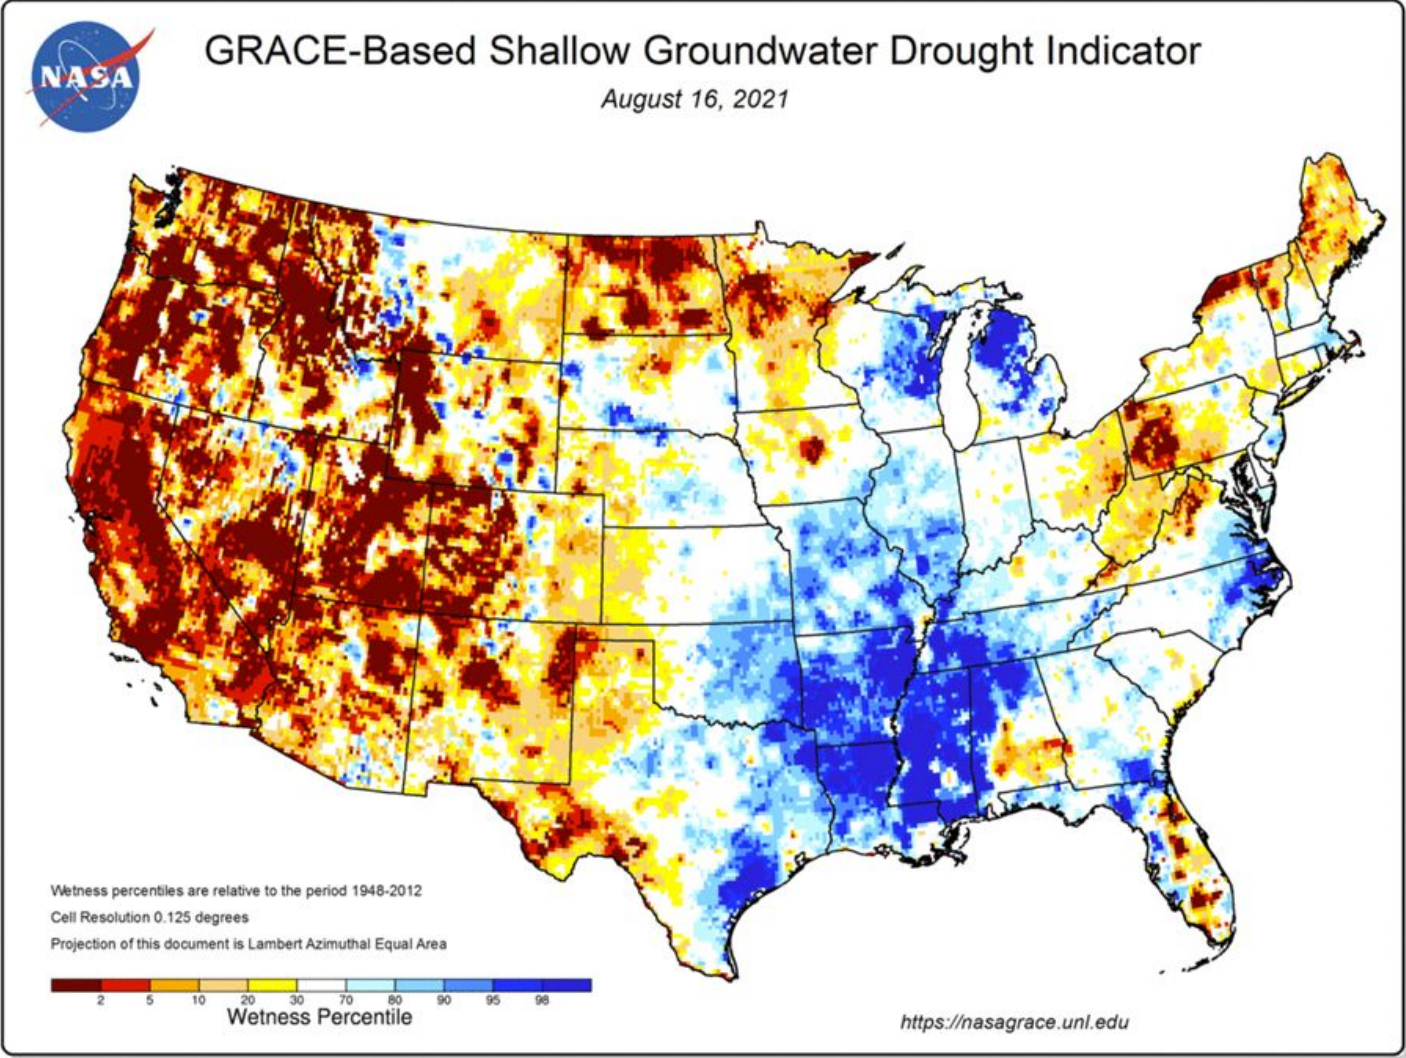 NASA
GRACE-Based Shallow Groundwater Drought Indicator
August 16, 2021
Wetness percentiles are relative to the period 1948-2012
Cell Resolution 0.125 degrees
Projection of this document is Lambert Azimuthal Equal Area
2 5 10 20 30 70 80 90 95 98
Wetness Percentile
https://nasagrace.unl.edu